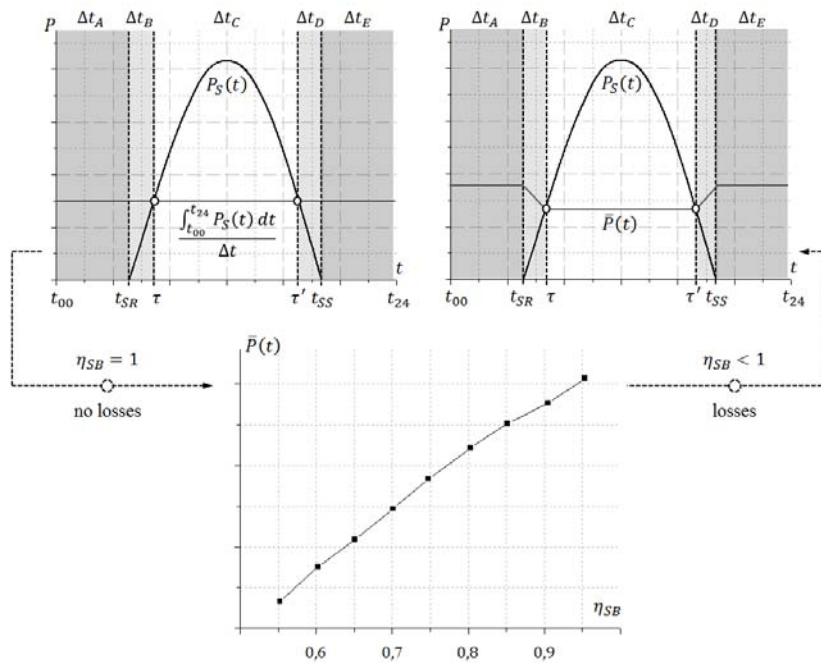 P Δt_A Δt_B Δt_C Δt_D Δt_E
P_S(t)
∫_{t_00}^{t_24} P_S(t) dt
Δt
t
t_00 t_SR τ τ′ t_SS t_24
P Δt_A Δt_B Δt_C Δt_D Δt_E
P_S(t)
P̄(t)
t
t_00 t_SR τ τ′ t_SS t_24
η_SB = 1
no losses
P̄(t)
η_SB
0,6 0,7 0,8 0,9
η_SB < 1
losses